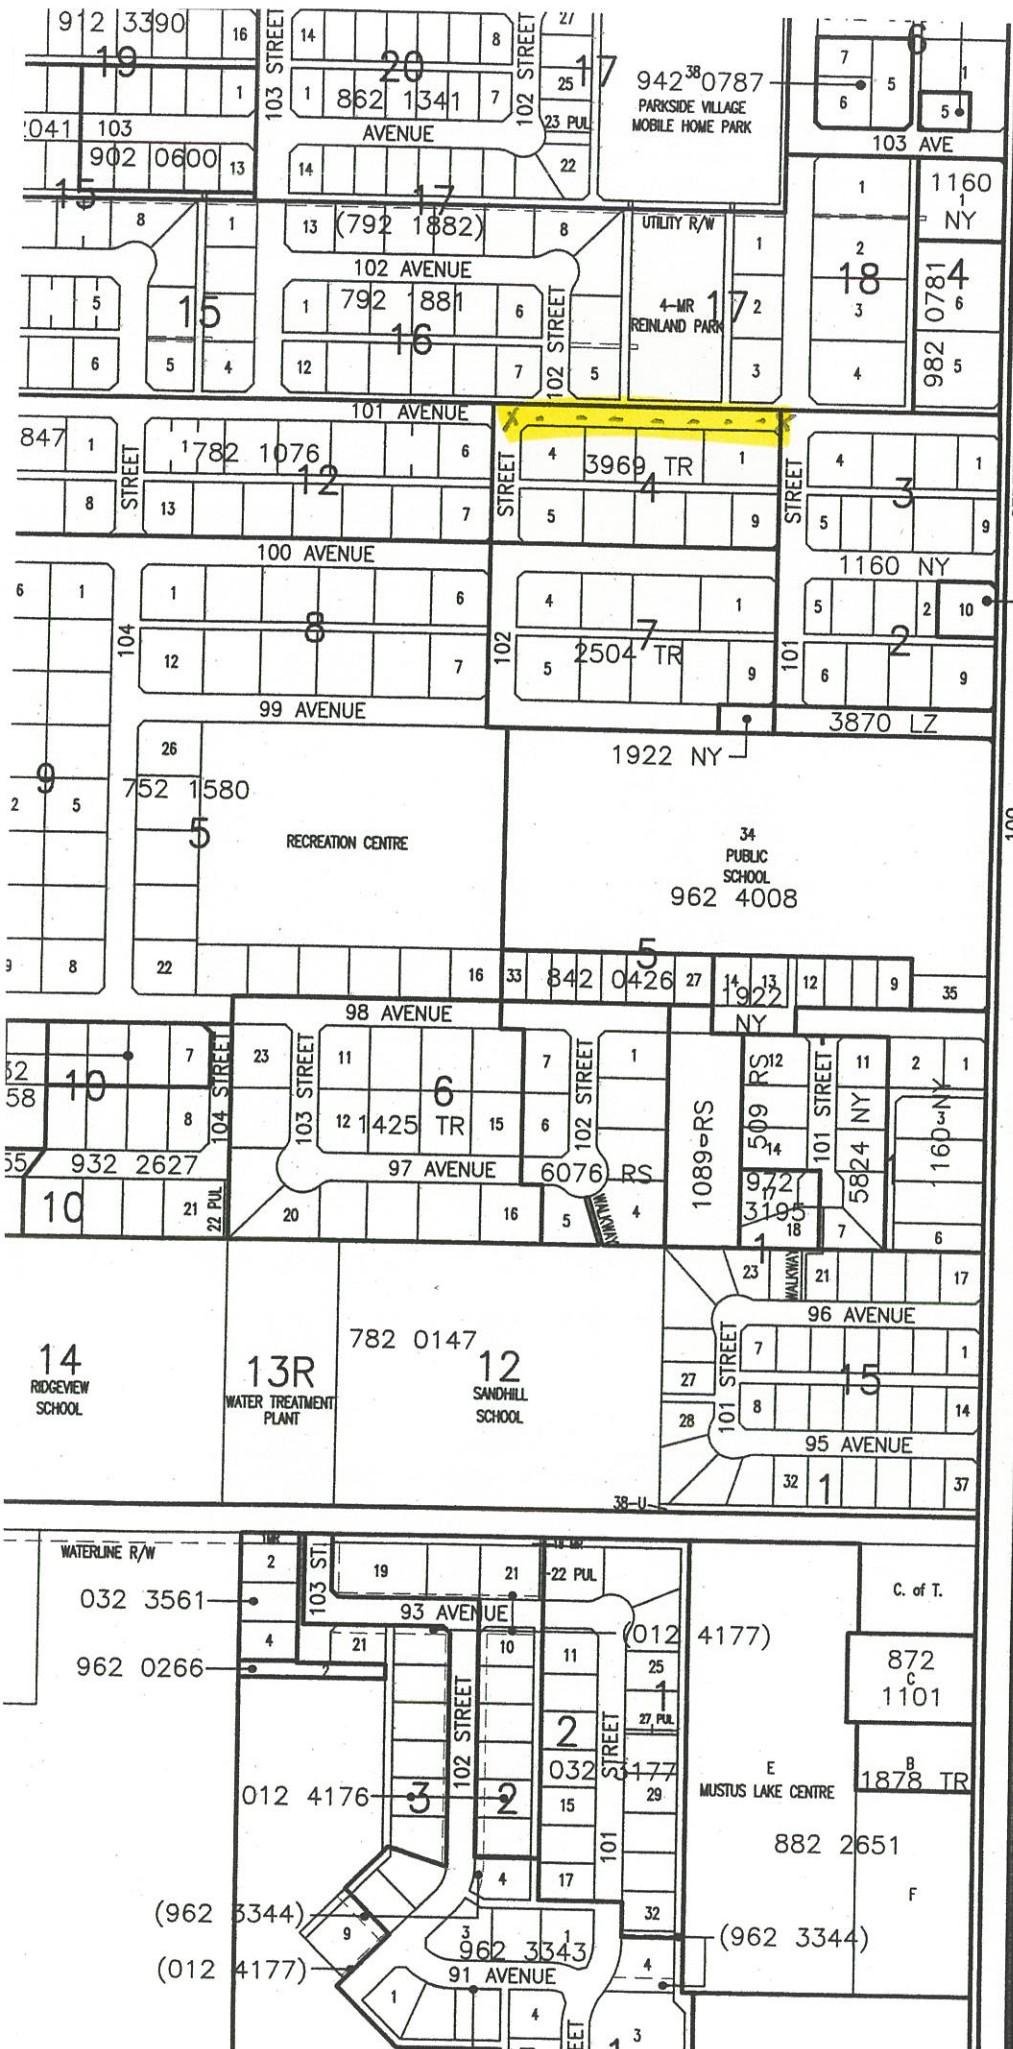 912 3390
16
19
1
2041
103
902 0600
13
15
103 STREET
14
8
20
1
862 1341
7
AVENUE
14
17
102 STREET
27
17
25
23 PUL
22
942 0787
38
PARKSIDE VILLAGE
MOBILE HOME PARK
7
6
5
6
1
5
103 AVE
8
1
13
(792 1882)
8
102 AVENUE
UTILITY R/W
1
1
2
18
3
4
1160
1
NY
982 0781
4
6
5
5
15
6
5
4
1
792 1881
6
16
12
7
102 STREET
5
4-MR
REINLAND PARK
17
2
3
101 AVENUE
X
X
847
1
8
STREET
1
782 1076
6
12
13
7
STREET
4
3969 TR
1
4
5
9
STREET
4
1
3
5
9
100 AVENUE
1160 NY
6
1
104
1
6
8
12
7
102
4
1
7
2504 TR
5
9
101
5
2
10
2
6
9
99 AVENUE
3870 LZ
1922 NY
9
2
5
9
8
26
752 1580
5
22
RECREATION CENTRE
34
PUBLIC
SCHOOL
962 4008
100
16
33
842 0426
5
27
14
13
1922
NY
12
9
35
98 AVENUE
7
10
8
58
55
932 2627
10
21
22 PUL
104 STREET
23
103 STREET
11
6
12
1425 TR
15
97 AVENUE
20
16
7
6
102 STREET
1
6076 RS
5
WALKWAY
4
1089 RS
509 RS
12
14
972
17
3195
18
1
101 STREET
11
5824 NY
7
2
1
3
1160 NY
6
23
WALKWAY
21
17
96 AVENUE
101 STREET
7
1
15
8
14
27
28
101
95 AVENUE
32
1
37
38-U
14
RIDGEVIEW
SCHOOL
13R
WATER TREATMENT
PLANT
782 0147
12
SANDHILL
SCHOOL
WATERLINE R/W
1MR
2
032 3561
4
962 0266
2
103 ST.
19
21
22 PUL
93 AVENUE
21
10
11
(012 4177)
25
1
27 PUL
102 STREET
2
STREET
032 3177
012 4176
3
2
15
29
101
4
17
32
(962 3344)
9
(012 4177)
3
1
962 3343
91 AVENUE
4
(962 3344)
1
4
3
C. of T.
872
C
1101
B
1878 TR
E
MUSTUS LAKE CENTRE
882 2651
F